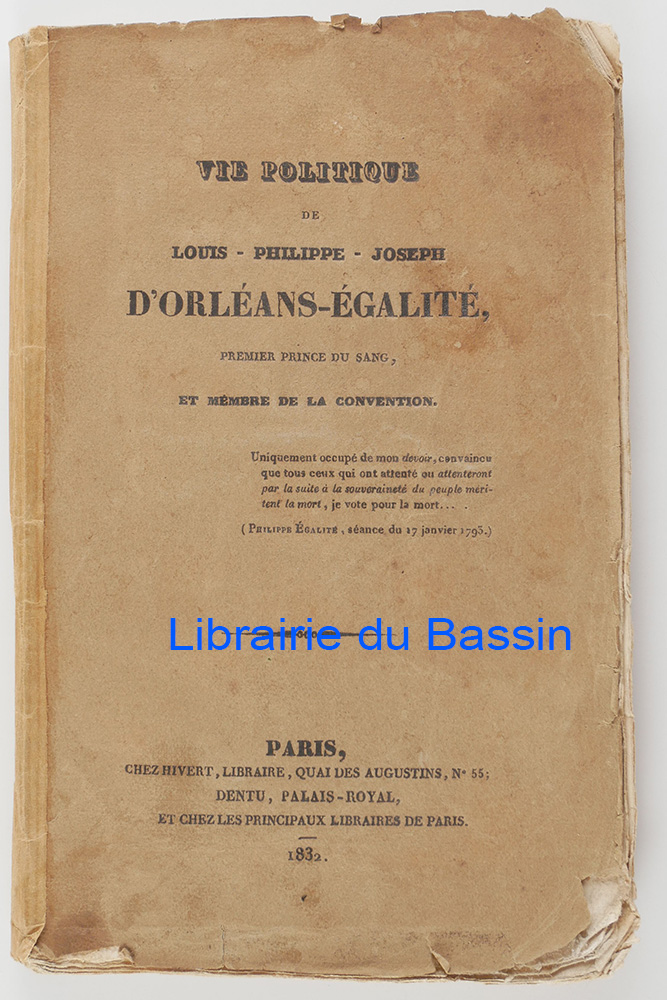 VIE POLITIQUE
DE
LOUIS - PHILIPPE - JOSEPH
D'ORLÉANS-ÉGALITÉ,
PREMIER PRINCE DU SANG,
ET MEMBRE DE LA CONVENTION.
Uniquement occupé de mon devoir, convaincu
que tous ceux qui ont attenté ou attenteront
par la suite à la souveraineté du peuple méri-
tent la mort, je vote pour la mort....
(PHILIPPE ÉGALITÉ, séance du 17 janvier 1793.)
Librairie du Bassin
PARIS,
CHEZ HIVERT, LIBRAIRE, QUAI DES AUGUSTINS, N° 55;
DENTU, PALAIS-ROYAL,
ET CHEZ LES PRINCIPAUX LIBRAIRES DE PARIS.
1832.